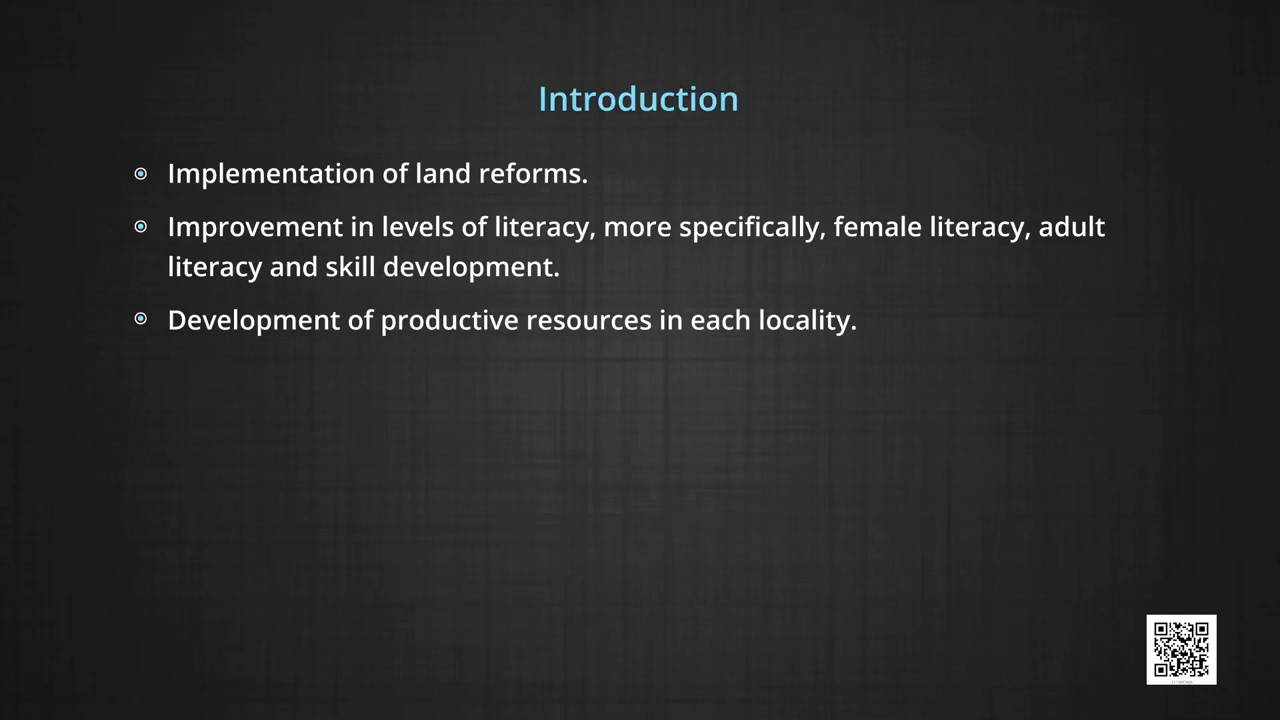 Introduction
Implementation of land reforms.
Improvement in levels of literacy, more specifically, female literacy, adult
literacy and skill development.
Development of productive resources in each locality.